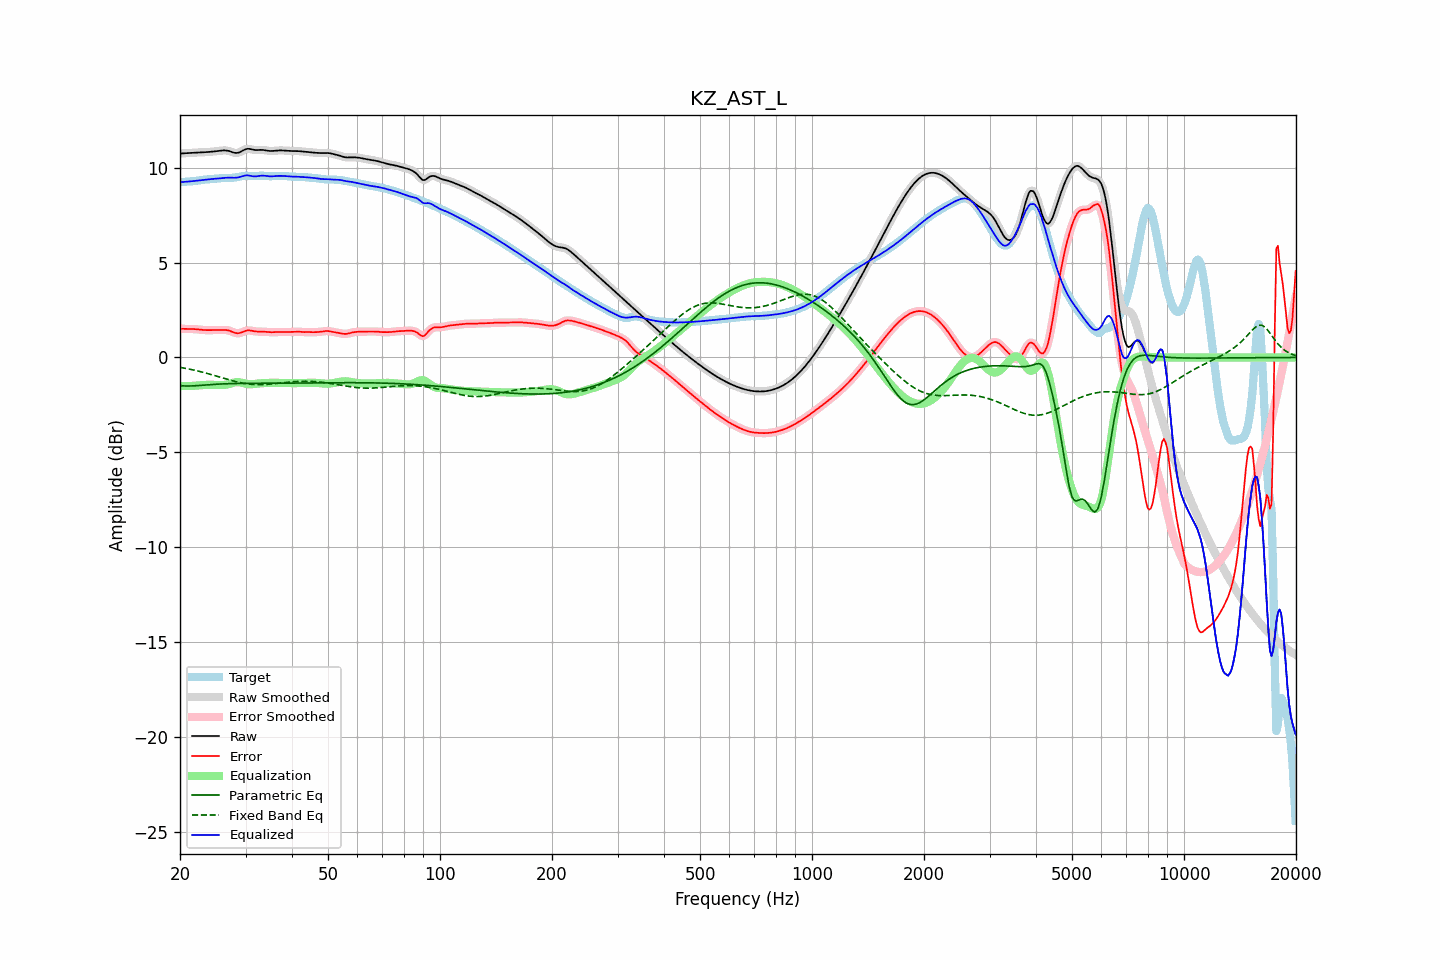 KZ_AST_L
Amplitude (dBr)
10
5
0
−5
−10
−15
−20
−25
Target
Raw Smoothed
Error Smoothed
Raw
Error
Equalization
Parametric Eq
Fixed Band Eq
Equalized
20 50 100 200 500 1000 2000 5000 10000 20000
Frequency (Hz)